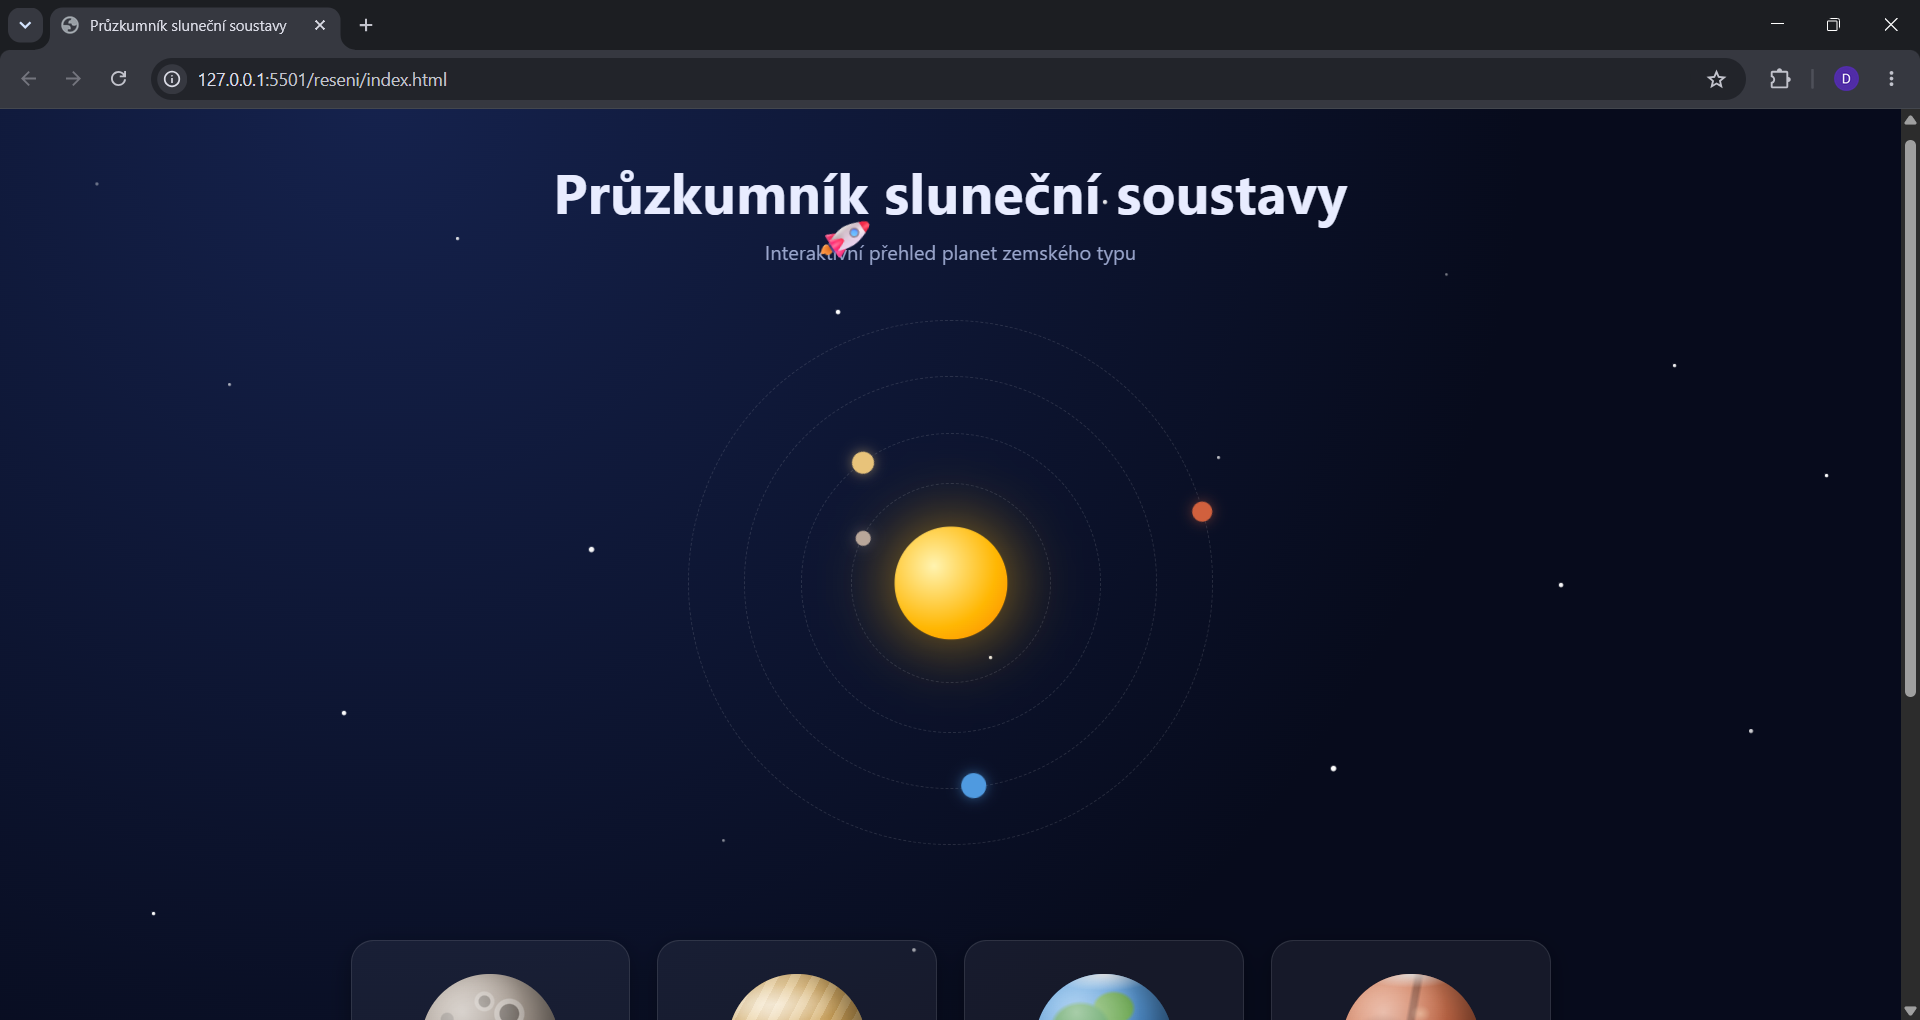 Průzkumník sluneční soustavy
127.0.0.1:5501/reseni/index.html
D
Průzkumník sluneční soustavy
Interaktivní přehled planet zemského typu